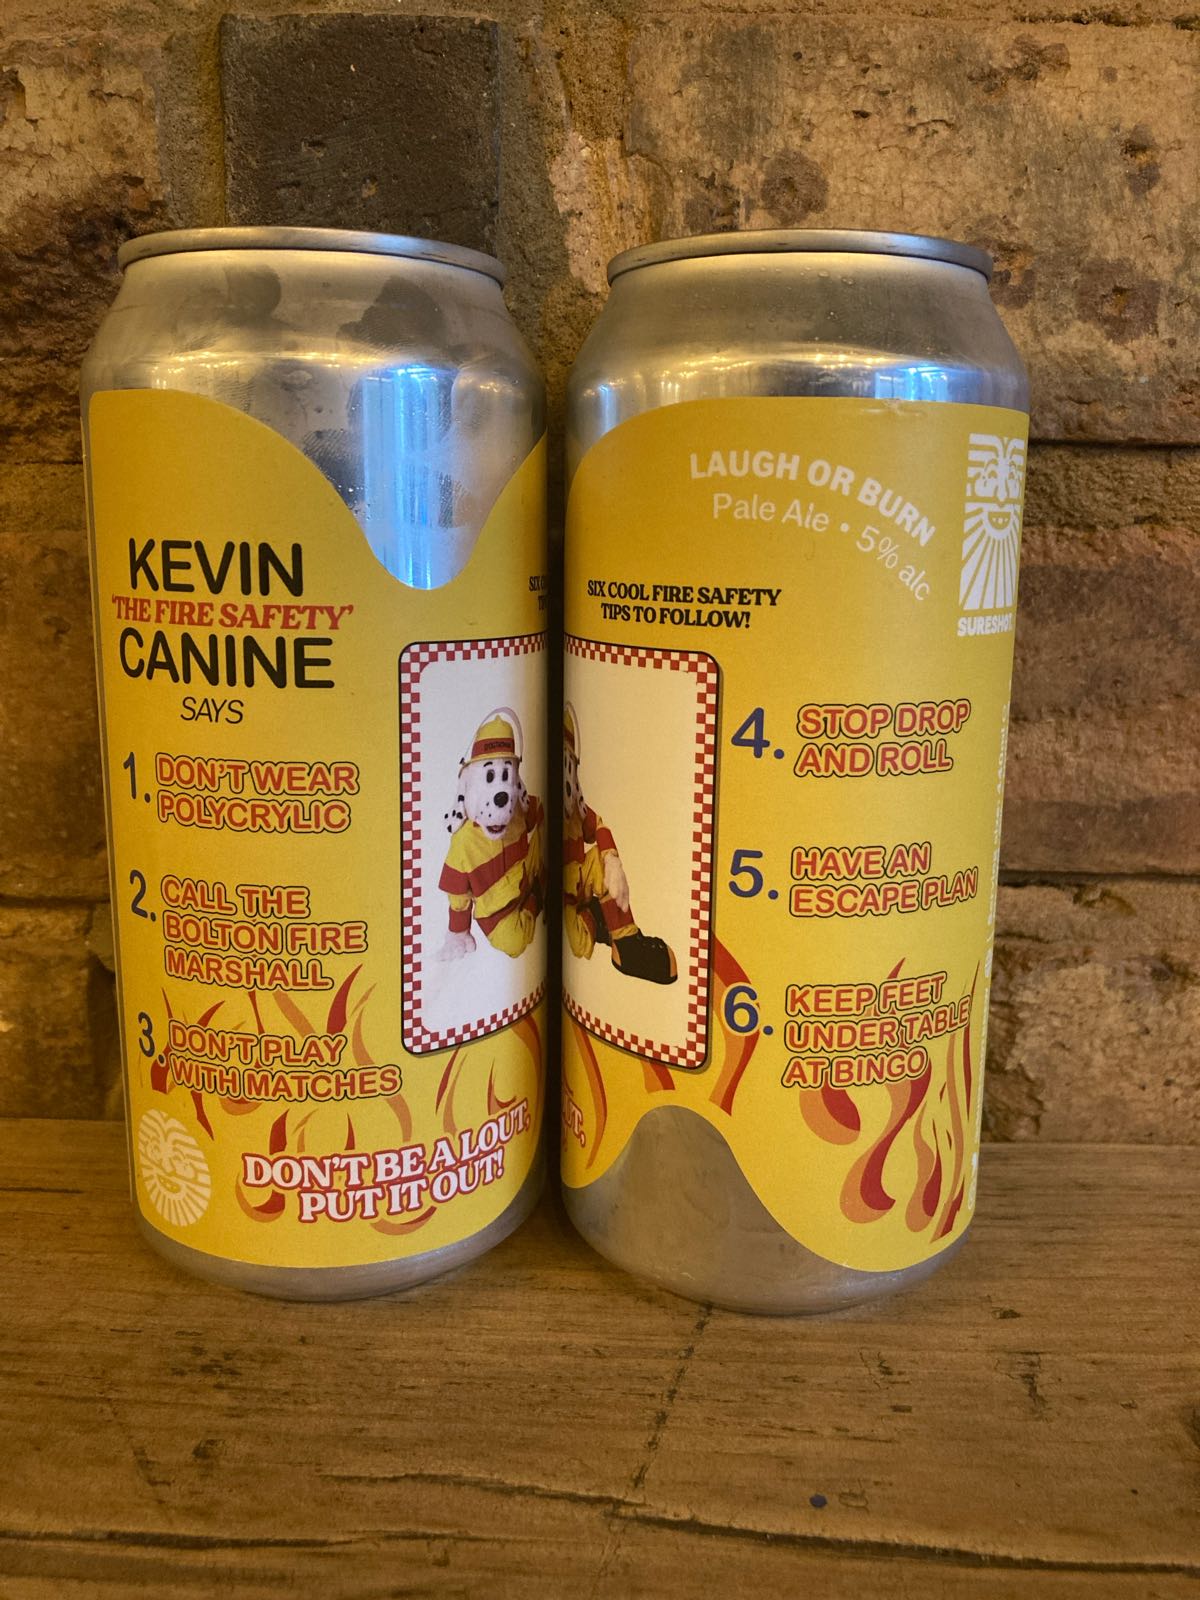 KEVIN
'THE FIRE SAFETY'
CANINE
SAYS
1. DON'T WEAR
POLYCRYLIC
2. CALL THE
BOLTON FIRE
MARSHALL
3. DON'T PLAY
WITH MATCHES
DON'T BE A LOUT,
PUT IT OUT!
LAUGH OR BURN
Pale Ale • 5% alc
SURESHOT
SIX COOL FIRE SAFETY
TIPS TO FOLLOW!
4. STOP DROP
AND ROLL
5. HAVE AN
ESCAPE PLAN
6. KEEP FEET
UNDER TABLE
AT BINGO